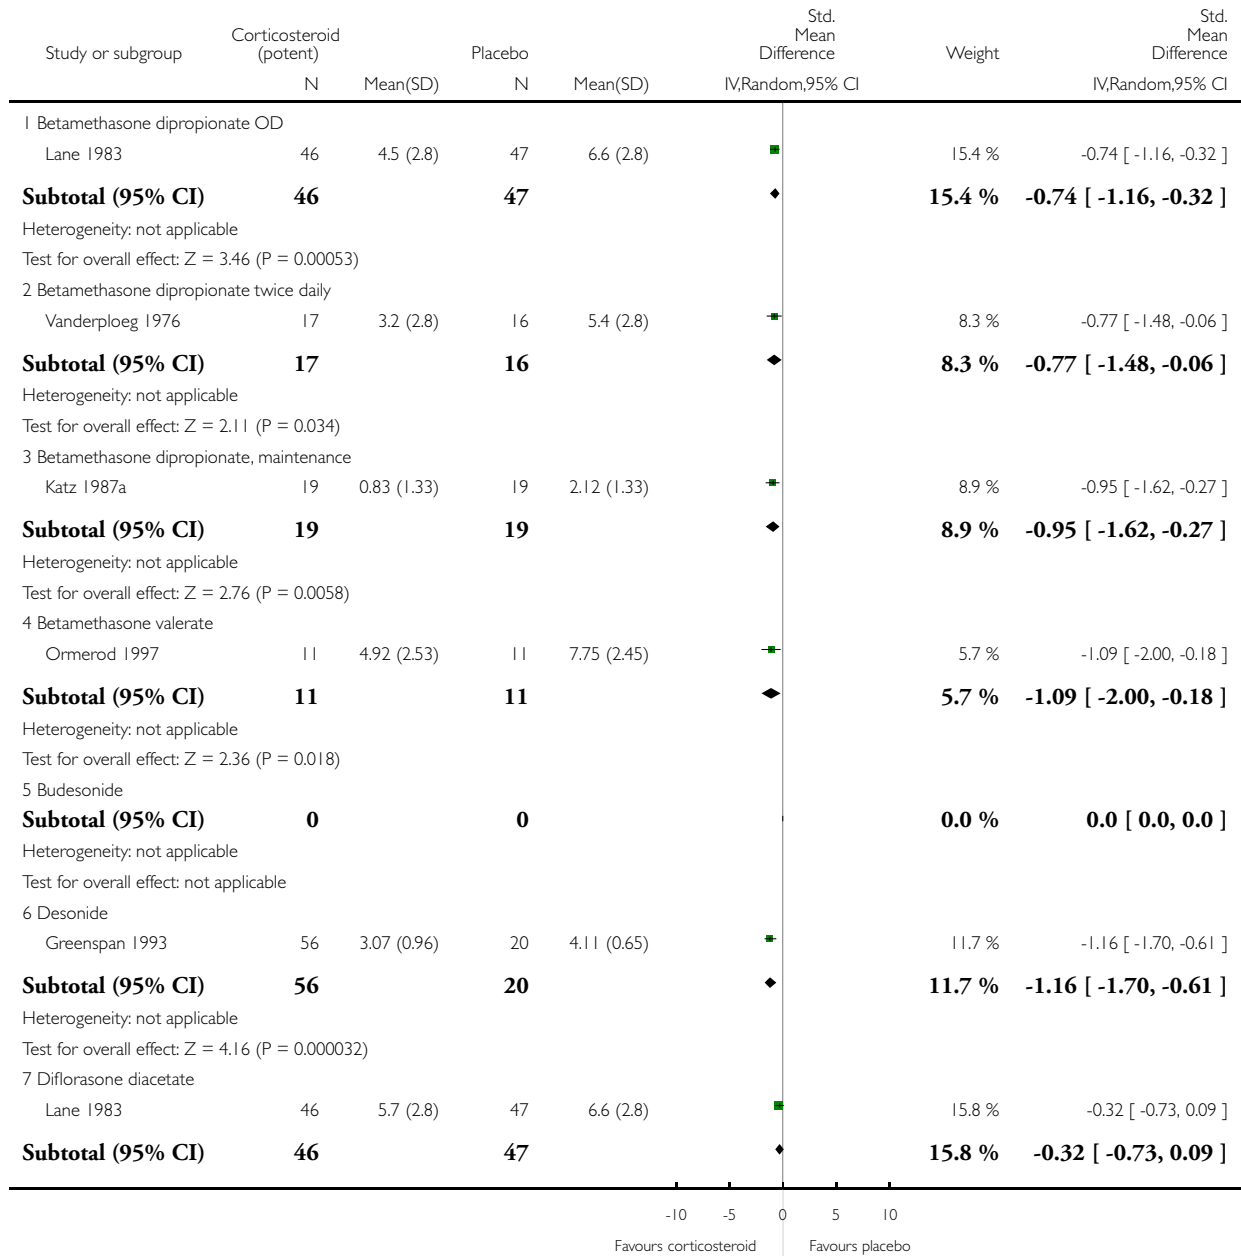 Study or subgroup Corticosteroid (potent) Placebo Std. Mean Difference Weight Std. Mean Difference
N Mean(SD) N Mean(SD) IV,Random,95% CI IV,Random,95% CI
1 Betamethasone dipropionate OD
Lane 1983 46 4.5 (2.8) 47 6.6 (2.8) 15.4 % -0.74 [ -1.16, -0.32 ]
Subtotal (95% CI) 46 47 15.4 % -0.74 [ -1.16, -0.32 ]
Heterogeneity: not applicable
Test for overall effect: Z = 3.46 (P = 0.00053)
2 Betamethasone dipropionate twice daily
Vanderploeg 1976 17 3.2 (2.8) 16 5.4 (2.8) 8.3 % -0.77 [ -1.48, -0.06 ]
Subtotal (95% CI) 17 16 8.3 % -0.77 [ -1.48, -0.06 ]
Heterogeneity: not applicable
Test for overall effect: Z = 2.11 (P = 0.034)
3 Betamethasone dipropionate, maintenance
Katz 1987a 19 0.83 (1.33) 19 2.12 (1.33) 8.9 % -0.95 [ -1.62, -0.27 ]
Subtotal (95% CI) 19 19 8.9 % -0.95 [ -1.62, -0.27 ]
Heterogeneity: not applicable
Test for overall effect: Z = 2.76 (P = 0.0058)
4 Betamethasone valerate
Ormerod 1997 11 4.92 (2.53) 11 7.75 (2.45) 5.7 % -1.09 [ -2.00, -0.18 ]
Subtotal (95% CI) 11 11 5.7 % -1.09 [ -2.00, -0.18 ]
Heterogeneity: not applicable
Test for overall effect: Z = 2.36 (P = 0.018)
5 Budesonide
Subtotal (95% CI) 0 0 0.0 % 0.0 [ 0.0, 0.0 ]
Heterogeneity: not applicable
Test for overall effect: not applicable
6 Desonide
Greenspan 1993 56 3.07 (0.96) 20 4.11 (0.65) 11.7 % -1.16 [ -1.70, -0.61 ]
Subtotal (95% CI) 56 20 11.7 % -1.16 [ -1.70, -0.61 ]
Heterogeneity: not applicable
Test for overall effect: Z = 4.16 (P = 0.000032)
7 Diflorasone diacetate
Lane 1983 46 5.7 (2.8) 47 6.6 (2.8) 15.8 % -0.32 [ -0.73, 0.09 ]
Subtotal (95% CI) 46 47 15.8 % -0.32 [ -0.73, 0.09 ]
-10 -5 0 5 10
Favours corticosteroid Favours placebo